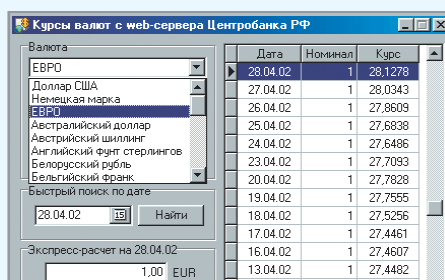 Курсы валют с web-сервера Центробанка РФ
Валюта
ЕВРО
Доллар США
Немецкая марка
ЕВРО
Австралийский доллар
Австрийский шиллинг
Английский фунт стерлингов
Белорусский рубль
Бельгийский франк
Быстрый поиск по дате
28.04.02 15 Найти
Экспресс-расчет на 28.04.02
1,00 EUR
Дата Номинал Курс
28.04.02 1 28,1278
27.04.02 1 28,0343
26.04.02 1 27,8609
25.04.02 1 27,6838
24.04.02 1 27,6486
23.04.02 1 27,7093
20.04.02 1 27,7828
19.04.02 1 27,7555
18.04.02 1 27,5256
17.04.02 1 27,4461
16.04.02 1 27,4607
13.04.02 1 27,4482